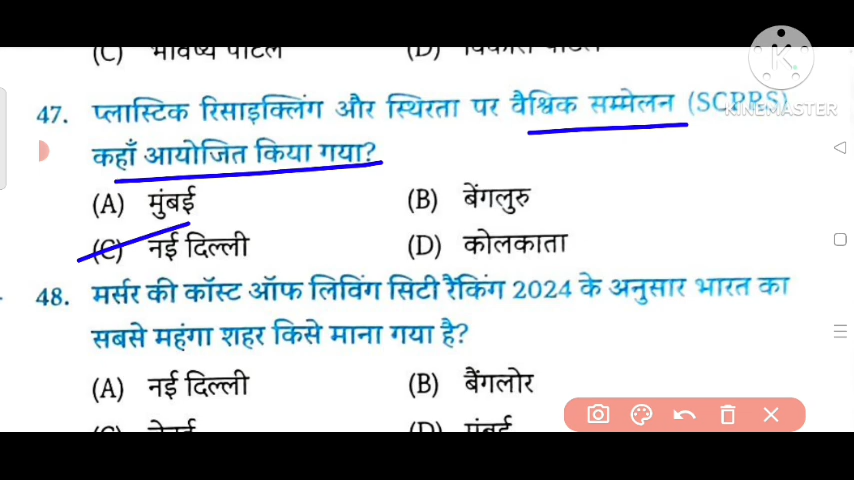 (C) भविष्य पाटिल (D) विकास पाटिल
KINEMASTER
47. प्लास्टिक रिसाइक्लिंग और स्थिरता पर वैश्विक सम्मेलन (SCRPS)
कहाँ आयोजित किया गया?
(A) मुंबई (B) बेंगलुरु
(C) नई दिल्ली (D) कोलकाता
48. मर्सर की कॉस्ट ऑफ लिविंग सिटी रैंकिंग 2024 के अनुसार भारत का
सबसे महंगा शहर किसे माना गया है?
(A) नई दिल्ली (B) बैंगलोर
(D) मुंबई